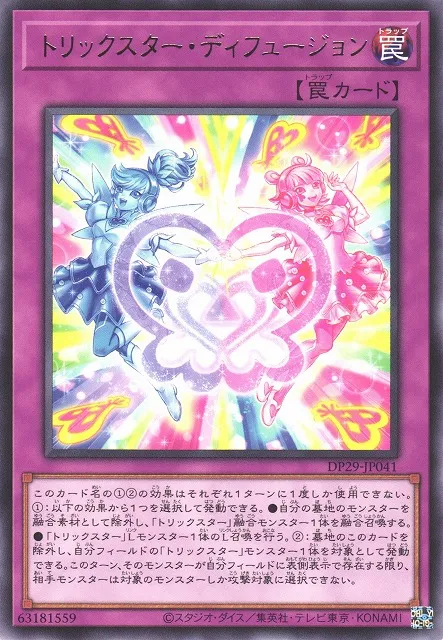 トリックスター・ディフュージョン 罠
トラップ
【罠カード】
トラップ
DP29-JP041
このカード名の①②の効果はそれぞれ1ターンに1度しか使用できない。
①:以下の効果から1つを選択して発動できる。●自分の墓地のモンスターを
融合素材として除外し、「トリックスター」融合モンスター1体を融合召喚する。
●「トリックスター」Lモンスター1体のL召喚を行う。②:墓地のこのカードを
除外し、自分フィールドの「トリックスター」モンスター1体を対象として発動
できる。このターン、そのモンスターが自分フィールドに表側表示で存在する限り、
相手モンスターは対象のモンスターしか攻撃対象に選択できない。
63181559
©スタジオ・ダイス/集英社・テレビ東京・KONAMI